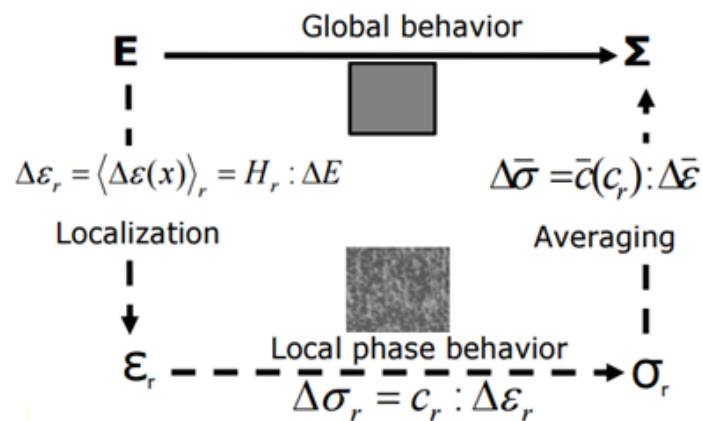 Global behavior
E Σ
Δε_r = ⟨Δε(x)⟩_r = H_r : ΔE
Δσ̄ = c̄(c_r) : Δε̄
Localization
Averaging
Local phase behavior
ε_r σ_r
Δσ_r = c_r : Δε_r